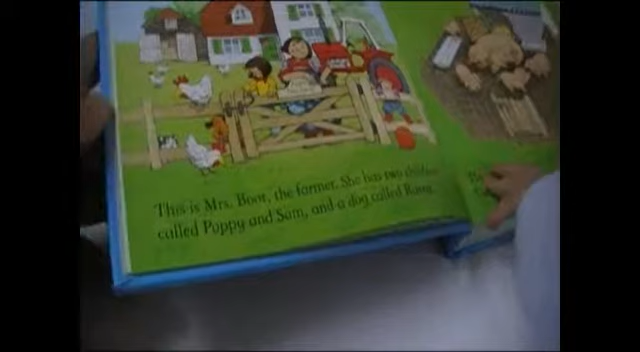 This is Mrs. Boot, the farmer. She has two children
called Poppy and Sam, and a dog called Rusty.